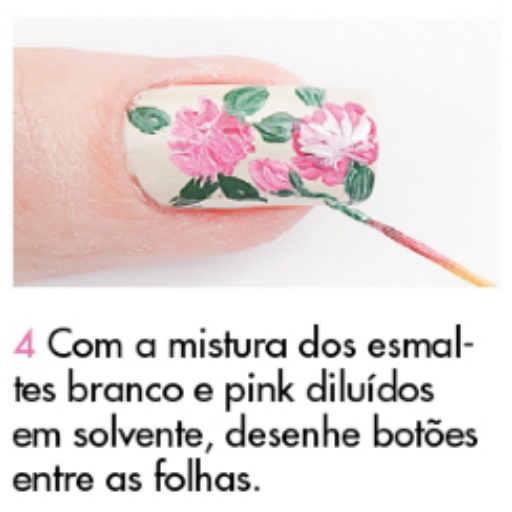 4 Com a mistura dos esmal-
tes branco e pink diluídos
em solvente, desenhe botões
entre as folhas.